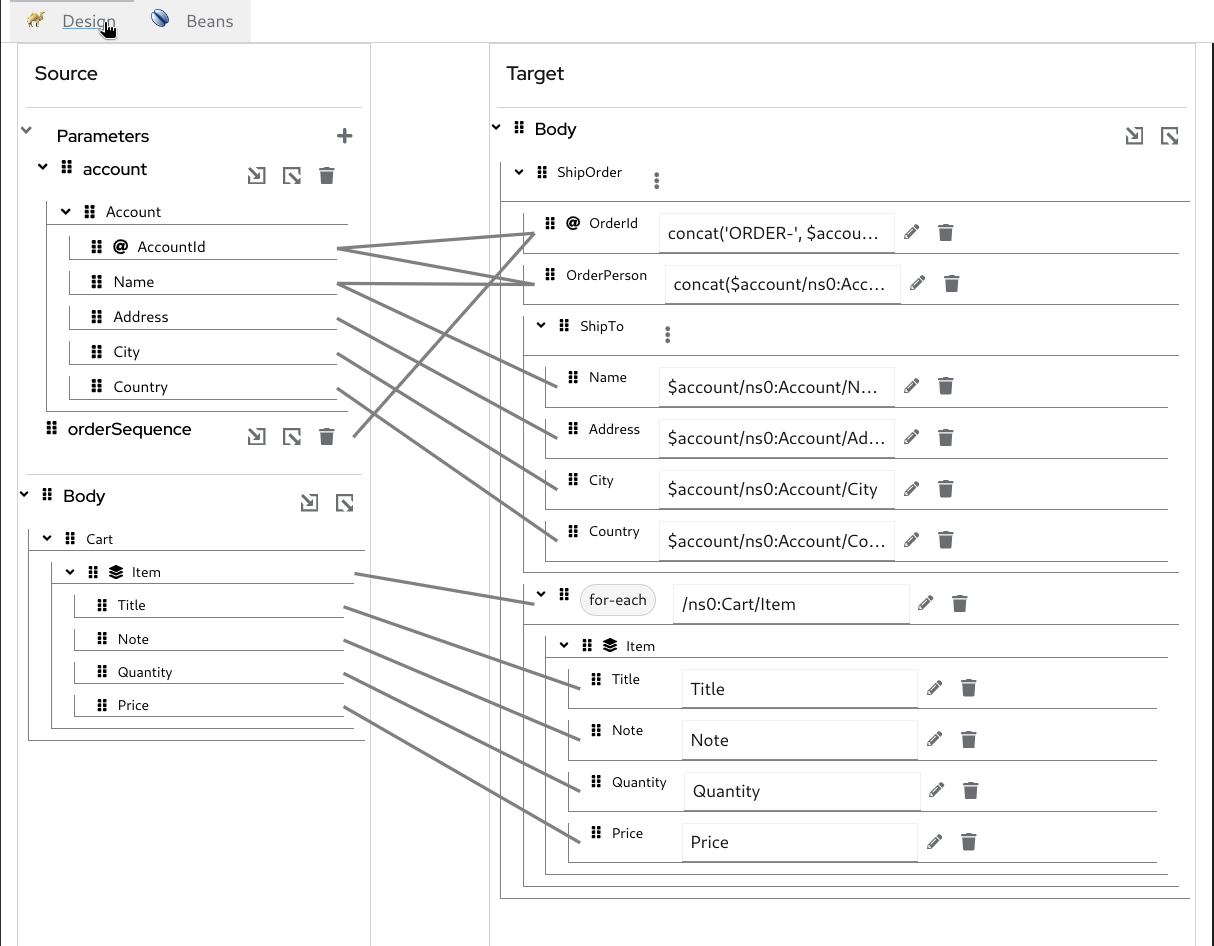 Design Beans
Source
Parameters
account
Account
@ AccountId
Name
Address
City
Country
orderSequence
Body
Cart
Item
Title
Note
Quantity
Price
Target
Body
ShipOrder
@ OrderId concat('ORDER-', $accou...
OrderPerson concat($account/ns0:Acc...
ShipTo
Name $account/ns0:Account/N...
Address $account/ns0:Account/Ad...
City $account/ns0:Account/City
Country $account/ns0:Account/Co...
for-each /ns0:Cart/Item
Item
Title Title
Note Note
Quantity Quantity
Price Price